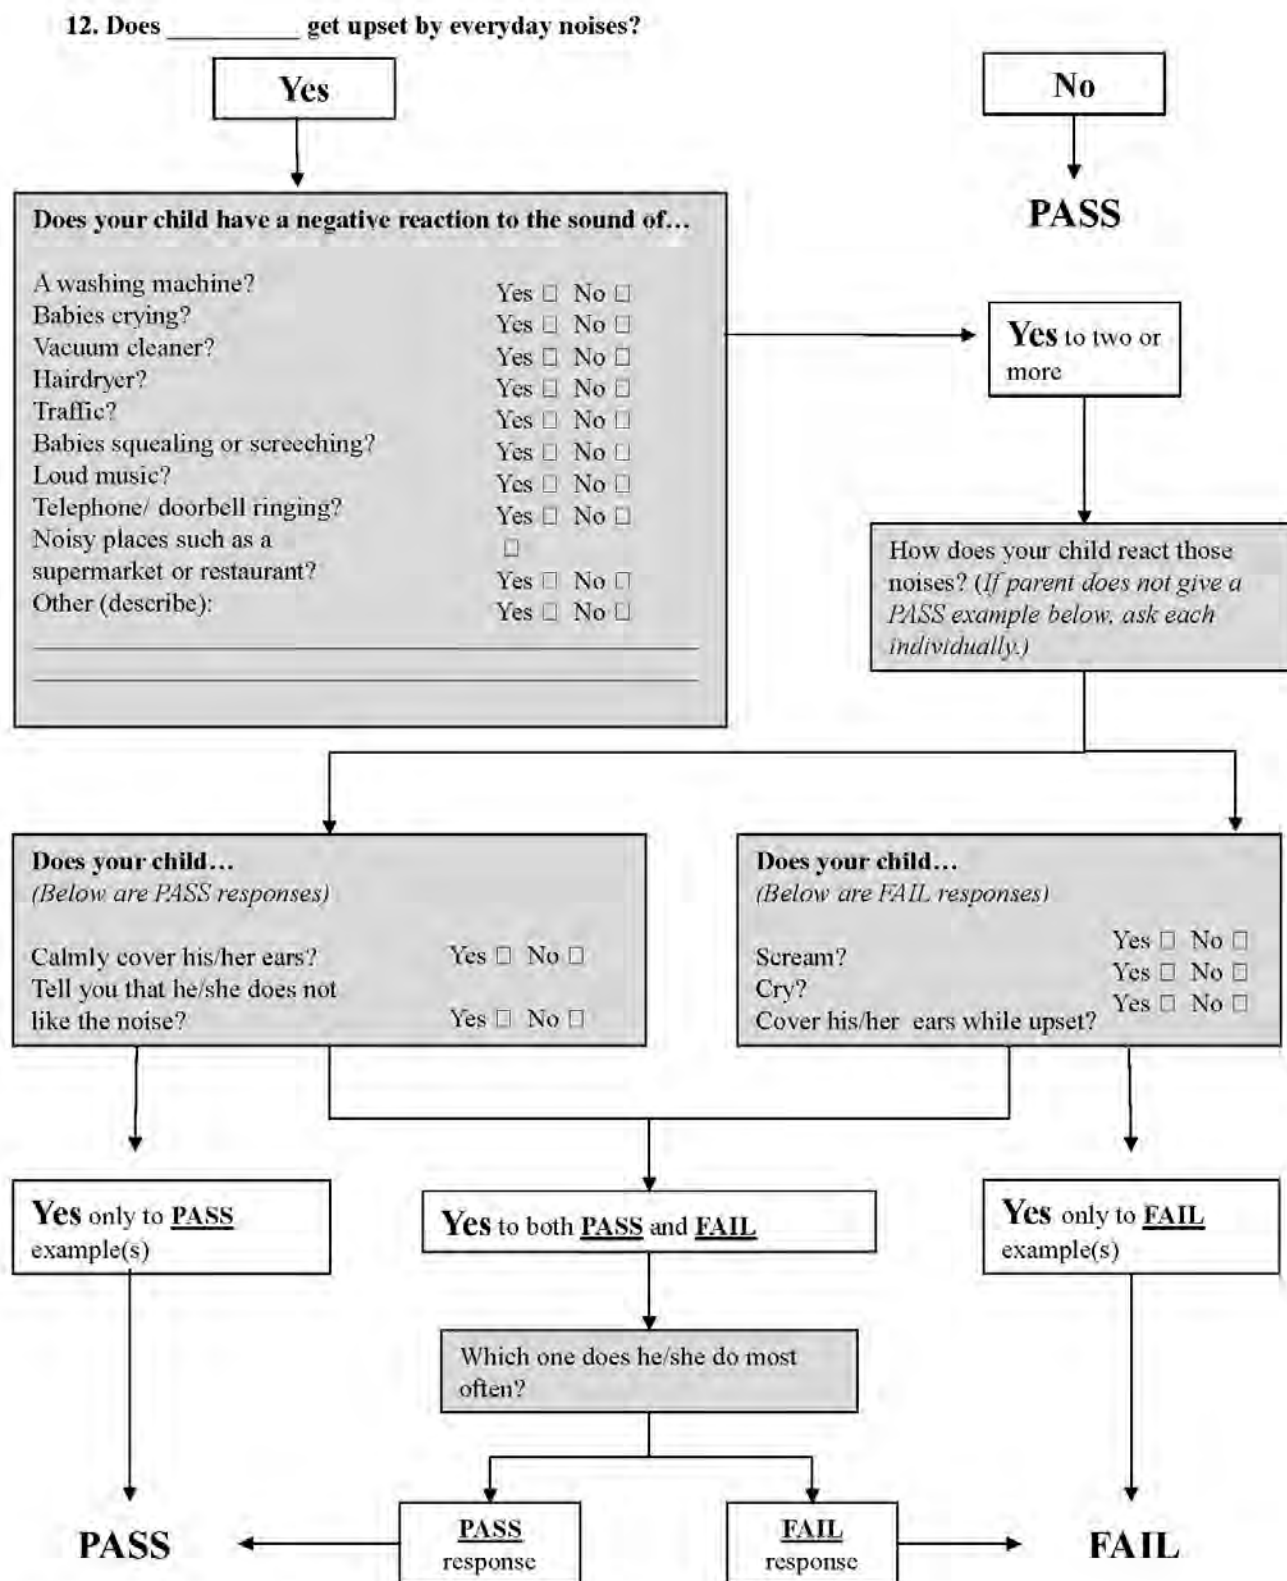 12. Does ___________ get upset by everyday noises?
Yes
No
PASS
Does your child have a negative reaction to the sound of…
A washing machine? Yes □ No □
Babies crying? Yes □ No □
Vacuum cleaner? Yes □ No □
Hairdryer? Yes □ No □
Traffic? Yes □ No □
Babies squealing or screeching? Yes □ No □
Loud music? Yes □ No □
Telephone/ doorbell ringing? Yes □ No □
Noisy places such as a □
supermarket or restaurant? Yes □ No □
Other (describe): Yes □ No □
Yes to two or
more
How does your child react those
noises? (If parent does not give a
PASS example below, ask each
individually.)
Does your child…
(Below are PASS responses)
Calmly cover his/her ears? Yes □ No □
Tell you that he/she does not
like the noise? Yes □ No □
Does your child…
(Below are FAIL responses)
Scream? Yes □ No □
Cry? Yes □ No □
Cover his/her ears while upset? Yes □ No □
Yes only to PASS
example(s)
Yes to both PASS and FAIL
Yes only to FAIL
example(s)
Which one does he/she do most
often?
PASS
PASS
response
FAIL
response
FAIL